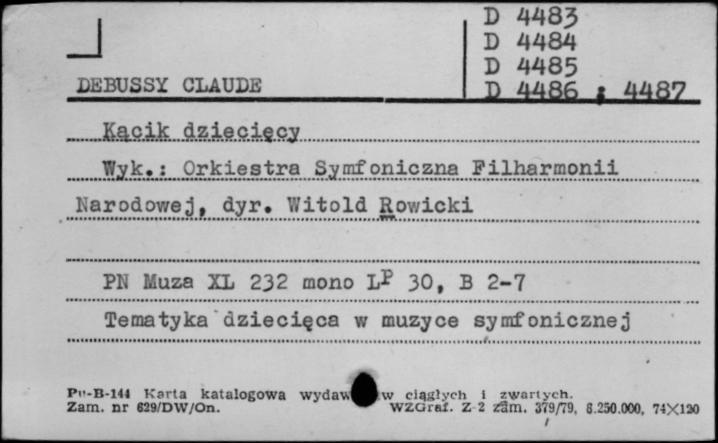 D 4483
D 4484
D 4485
DEBUSSY CLAUDE D 4486 ; 4487
Kącik dziecięcy
Wyk.: Orkiestra Symfoniczna Filharmonii
Narodowej, dyr. Witold Rowicki
PN Muza XL 232 mono LP 30, B 2-7
Tematyka dziecięca w muzyce symfonicznej
Pu-B-144 Karta katalogowa wydaw w ciągłych i zwartych.
Zam. nr 629/DW/On. WZGraf. Z-2 zam. 379/79, 8.250.000, 74X120